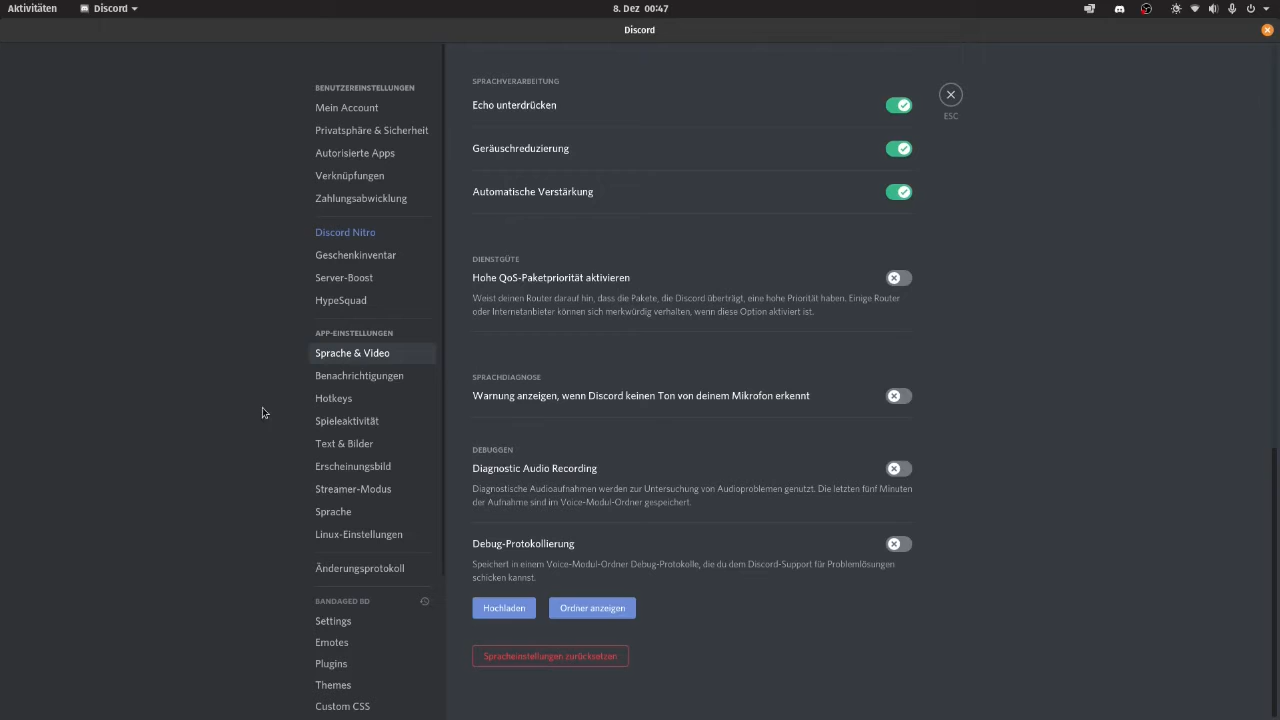 Aktivitäten
Discord
8. Dez 00:47
Discord
BENUTZEREINSTELLUNGEN
Mein Account
Privatsphäre & Sicherheit
Autorisierte Apps
Verknüpfungen
Zahlungsabwicklung
Discord Nitro
Geschenkinventar
Server-Boost
HypeSquad
APP-EINSTELLUNGEN
Sprache & Video
Benachrichtigungen
Hotkeys
Spieleaktivität
Text & Bilder
Erscheinungsbild
Streamer-Modus
Sprache
Linux-Einstellungen
Änderungsprotokoll
BANDAGED BD
Settings
Emotes
Plugins
Themes
Custom CSS
SPRACHVERARBEITUNG
Echo unterdrücken
Geräuschreduzierung
Automatische Verstärkung
DIENSTGÜTE
Hohe QoS-Paketpriorität aktivieren
Weist deinen Router darauf hin, dass die Pakete, die Discord überträgt, eine hohe Priorität haben. Einige Router
oder Internetanbieter können sich merkwürdig verhalten, wenn diese Option aktiviert ist.
SPRACHDIAGNOSE
Warnung anzeigen, wenn Discord keinen Ton von deinem Mikrofon erkennt
DEBUGGEN
Diagnostic Audio Recording
Diagnostische Audioaufnahmen werden zur Untersuchung von Audioproblemen genutzt. Die letzten fünf Minuten
der Aufnahme sind im Voice-Modul-Ordner gespeichert.
Debug-Protokollierung
Speichert in einem Voice-Modul-Ordner Debug-Protokolle, die du dem Discord-Support für Problemlösungen
schicken kannst.
Hochladen
Ordner anzeigen
Spracheinstellungen zurücksetzen
ESC